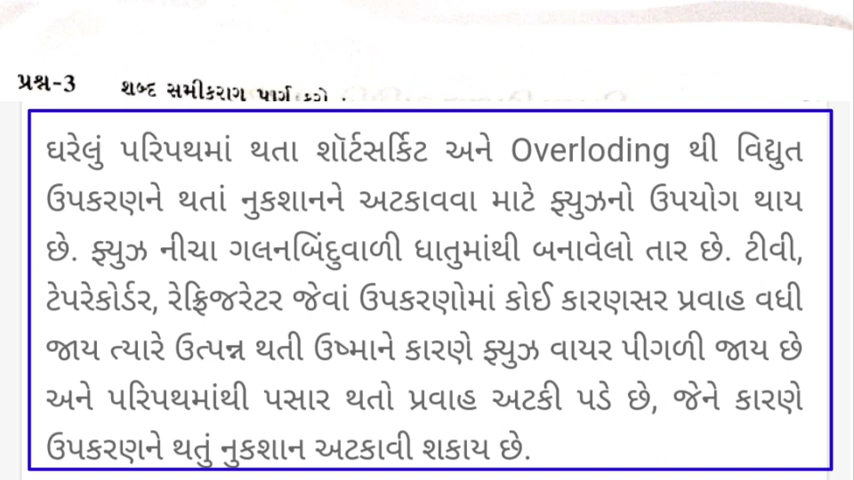 પ્રશ્ન-3 શબ્દ સમીકરાગ
ઘરેલું પરિપથમાં થતા શૉર્ટસર્કિટ અને Overloding થી વિદ્યુત
ઉપકરણને થતાં નુકશાનને અટકાવવા માટે ફ્યુઝનો ઉપયોગ થાય
છે. ફ્યુઝ નીચા ગલનબિંદુવાળી ધાતુમાંથી બનાવેલો તાર છે. ટીવી,
ટેપરેકોર્ડર, રેફ્રિજરેટર જેવાં ઉપકરણોમાં કોઈ કારણસર પ્રવાહ વધી
જાય ત્યારે ઉત્પન્ન થતી ઉષ્માને કારણે ફ્યુઝ વાયર પીગળી જાય છે
અને પરિપથમાંથી પસાર થતો પ્રવાહ અટકી પડે છે, જેને કારણે
ઉપકરણને થતું નુકશાન અટકાવી શકાય છે.